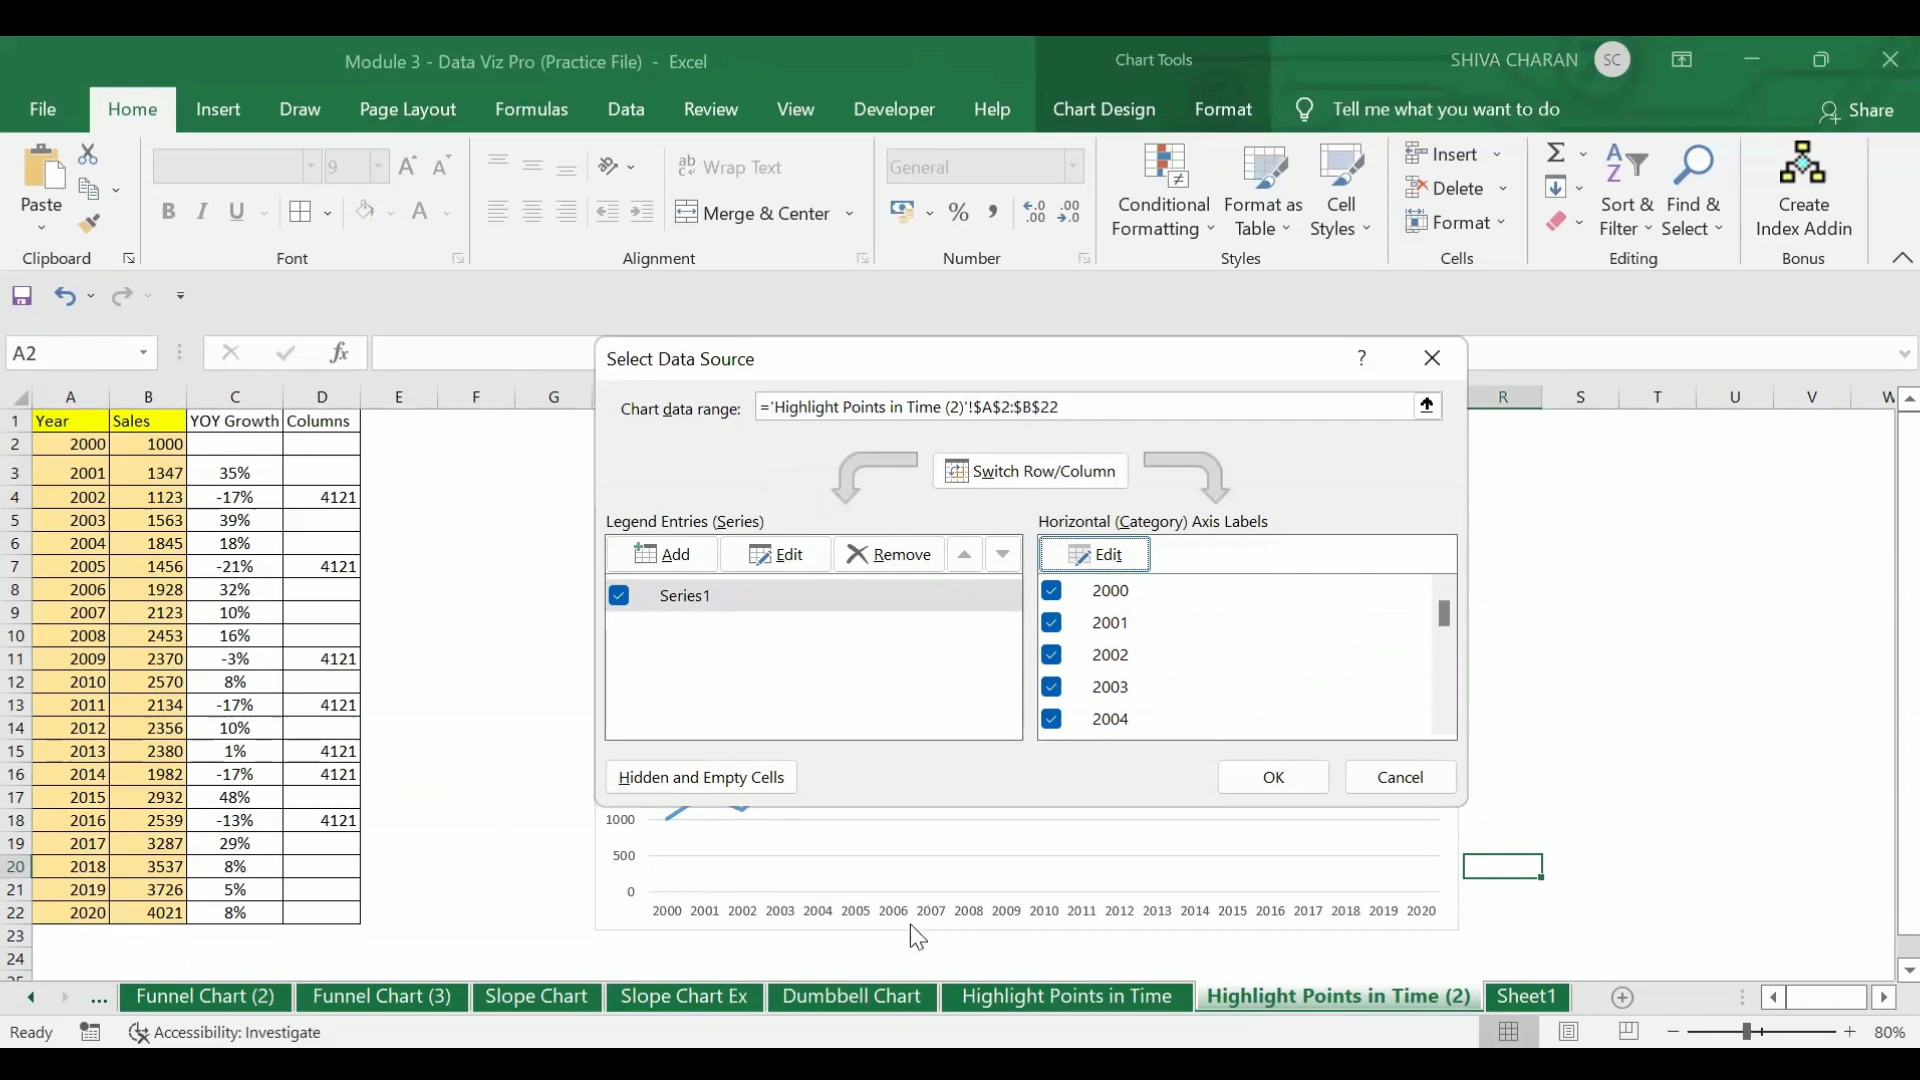 Module 3 - Data Viz Pro (Practice File) - Excel
Chart Tools
SHIVA CHARAN SC
File Home Insert Draw Page Layout Formulas Data Review View Developer Help Chart Design Format Tell me what you want to do Share
Paste
Clipboard
9
B I U A
Font
ab Wrap Text
Merge & Center
Alignment
General
% ,
Number
Conditional Formatting
Format as Table
Cell Styles
Styles
Insert
Delete
Format
Cells
Sort & Filter
Find & Select
Editing
Create Index Addin
Bonus
A2 fx
Select Data Source ?
Chart data range: ='Highlight Points in Time (2)'!$A$2:$B$22
Switch Row/Column
Legend Entries (Series)
Add Edit Remove
Series1
Horizontal (Category) Axis Labels
Edit
2000
2001
2002
2003
2004
Hidden and Empty Cells OK Cancel
A B C D E F G R S T U V W
1 Year Sales YOY Growth Columns
2 2000 1000
3 2001 1347 35%
4 2002 1123 -17% 4121
5 2003 1563 39%
6 2004 1845 18%
7 2005 1456 -21% 4121
8 2006 1928 32%
9 2007 2123 10%
10 2008 2453 16%
11 2009 2370 -3% 4121
12 2010 2570 8%
13 2011 2134 -17% 4121
14 2012 2356 10%
15 2013 2380 1% 4121
16 2014 1982 -17% 4121
17 2015 2932 48%
18 2016 2539 -13% 4121
19 2017 3287 29%
20 2018 3537 8%
21 2019 3726 5%
22 2020 4021 8%
23
24
1000
500
0
2000 2001 2002 2003 2004 2005 2006 2007 2008 2009 2010 2011 2012 2013 2014 2015 2016 2017 2018 2019 2020
... Funnel Chart (2) Funnel Chart (3) Slope Chart Slope Chart Ex Dumbbell Chart Highlight Points in Time Highlight Points in Time (2) Sheet1
Ready Accessibility: Investigate 80%